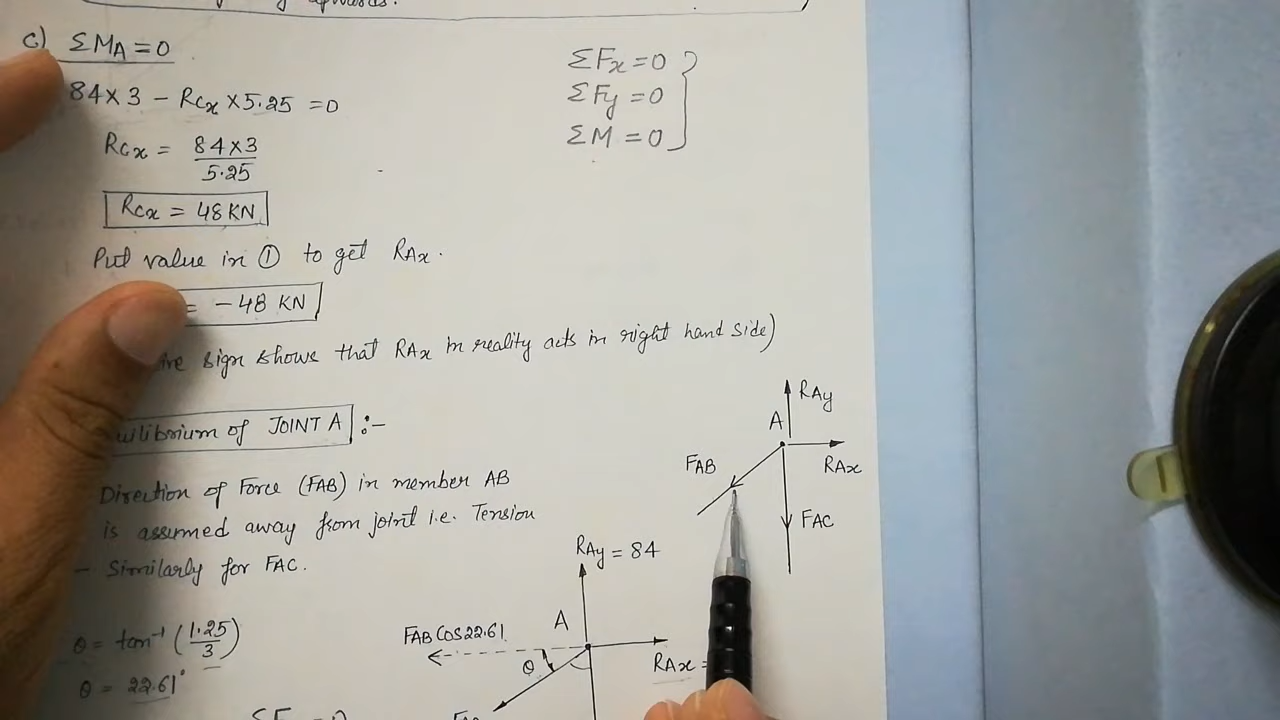 c) ΣMA = 0
84 × 3 − RCx × 5.25 = 0
RCx = 84 × 3 / 5.25
RCx = 48 KN
Put value in ① to get RAx.
= −48 KN
sign shows that RAx in reality acts in right hand side)
ΣFx = 0
ΣFy = 0
ΣM = 0
JOINT A :-
of
Direction of Force (FAB) in member AB
is assumed away from joint i.e. Tension
− Similarly for FAC.
θ = tan⁻¹ (1.25/3)
θ = 22.61°
RAy
A
RAx
FAB
FAC
RAy = 84
A
FAB COS 22.61
θ
RAx =